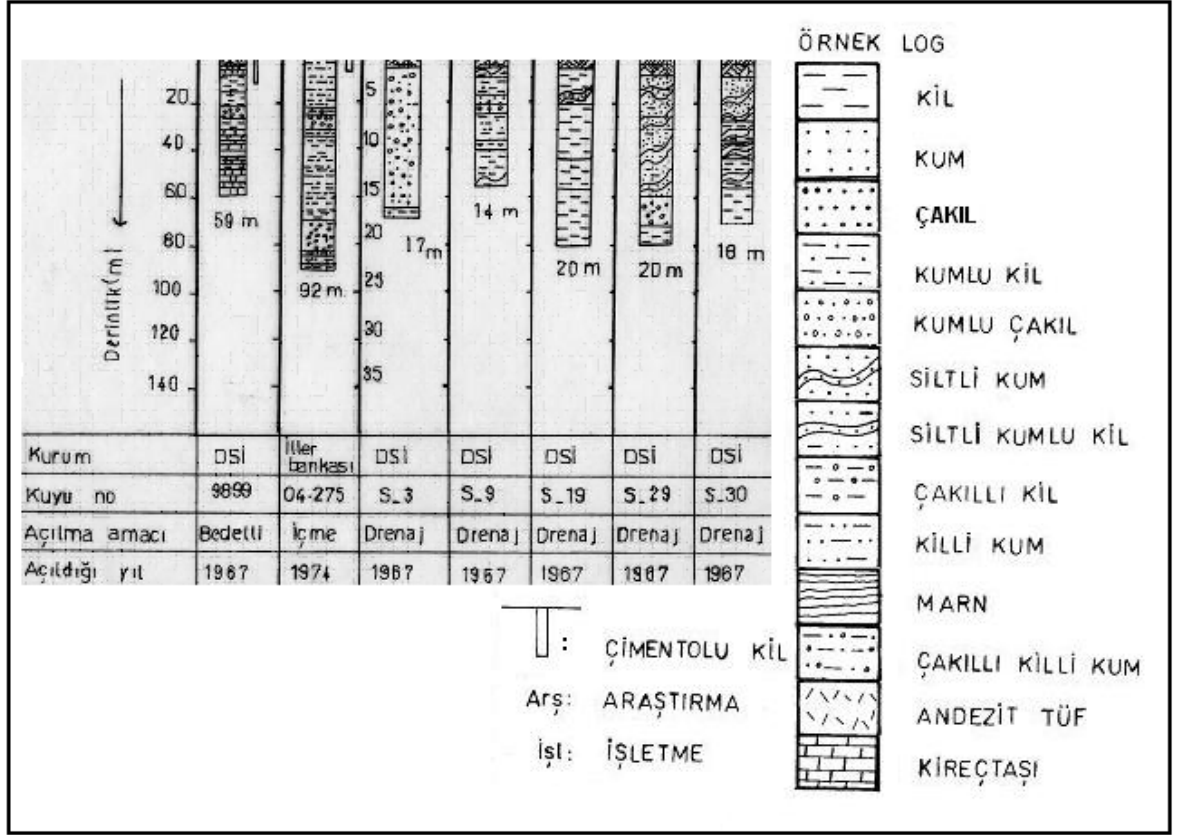 ÖRNEK LOG
KİL
KUM
ÇAKIL
KUMLU KİL
KUMLU ÇAKIL
SİLTLİ KUM
SİLTLİ KUMLU KİL
ÇAKILLI KİL
KİLLİ KUM
MARN
ÇAKILLI KİLLİ KUM
ANDEZİT TÜF
KİREÇTAŞI
Derinlik(m)
20
40
60
80
100
120
140
5
10
15
20
25
30
35
59 m
92 m
17 m
14 m
20 m
20 m
16 m
Kurum DSİ İller bankası DSİ DSİ DSİ DSİ DSİ
Kuyu no 9899 04-275 S_3 S_9 S_19 S_29 S_30
Açılma amacı Bedelli İçme Drenaj Drenaj Drenaj Drenaj Drenaj
Açıldığı yıl 1967 1974 1967 1967 1967 1967 1967
: ÇİMENTOLU KİL
Arş: ARAŞTIRMA
İşl: İŞLETME